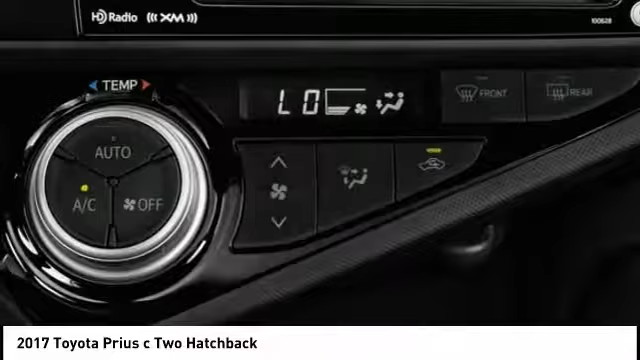 HD Radio ((XM)) 100628
TEMP
LO
FRONT REAR
AUTO
A/C OFF
2017 Toyota Prius c Two Hatchback